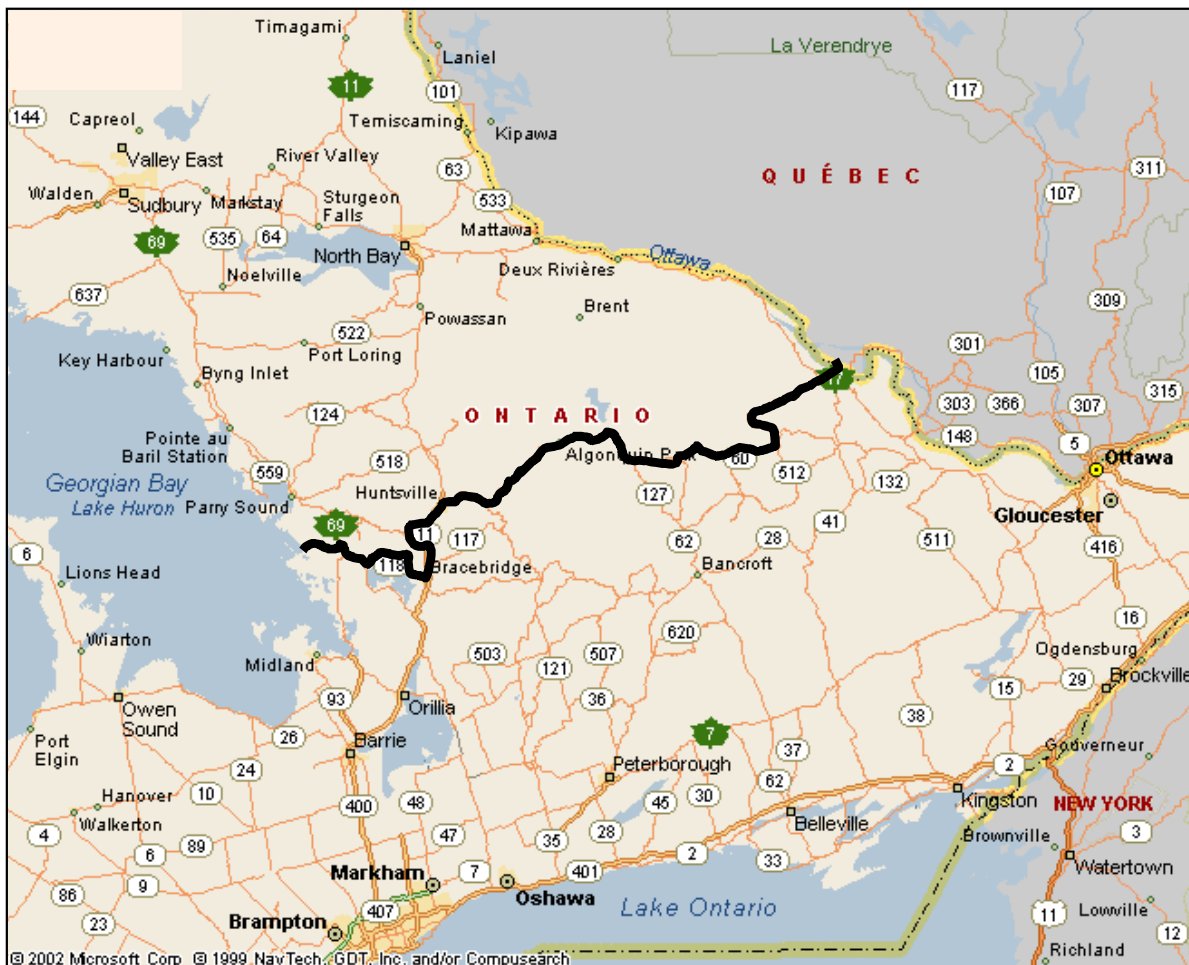 Timagami
Laniel
La Verendrye
11
101
117
144
Capreol
Temiscaming
Kipawa
Valley East
River Valley
63
QUÉBEC
311
Walden
Sudbury
Markstay
Sturgeon
Falls
533
107
69
535
64
Mattawa
North Bay
Ottawa
Noelville
Deux Rivières
637
Brent
309
522
Powassan
Key Harbour
Port Loring
301
Byng Inlet
17
105
315
124
ONTARIO
303
366
307
Pointe au
Baril Station
148
5
518
Algonquin Park
60
Ottawa
559
512
Georgian Bay
Lake Huron
Huntsville
127
132
Parry Sound
Gloucester
69
11
117
41
28
511
416
6
62
118
Bracebridge
Bancroft
Lions Head
16
Wiarton
620
Midland
503
121
507
Ogdensburg
29
Brockville
93
Orillia
36
15
Owen
Sound
38
26
7
Port
Elgin
Barrie
37
Gouverneur
24
Peterborough
62
2
10
Hanover
400
48
45
30
Kingston
NEW YORK
Walkerton
Belleville
4
47
35
28
Brownville
3
6
89
2
33
Watertown
9
Markham
7
401
86
Oshawa
23
407
Lake Ontario
Lowville
Brampton
11
12
Richland
© 2002 Microsoft Corp © 1999 NavTech, GDT, Inc. and/or Compusearch